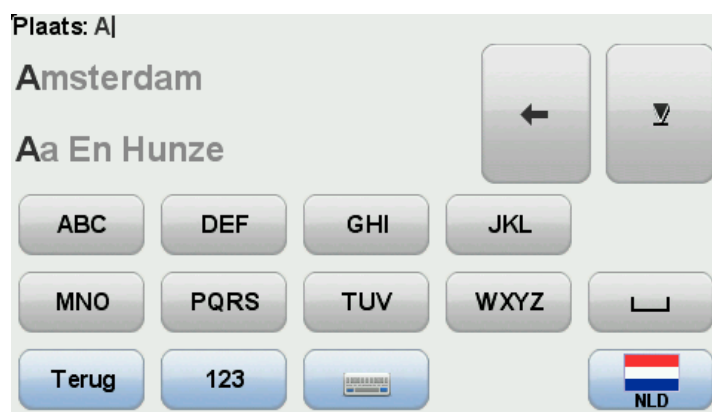 Plaats: A
Amsterdam
Aa En Hunze
ABC DEF GHI JKL
MNO PQRS TUV WXYZ
Terug 123 NLD